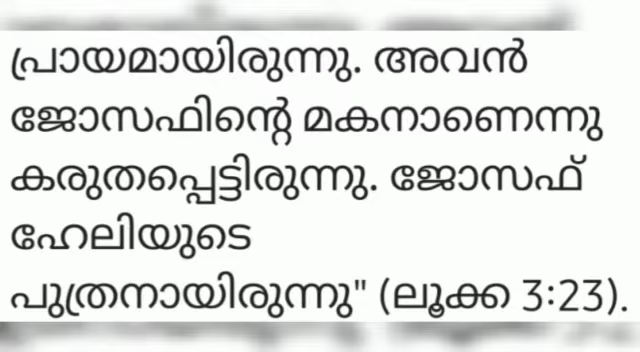 പ്രായമായിരുന്നു. അവൻ
ജോസഫിന്റെ മകനാണെന്നു
കരുതപ്പെട്ടിരുന്നു. ജോസഫ്
ഹേലിയുടെ
പുത്രനായിരുന്നു" (ലൂക്ക 3:23).